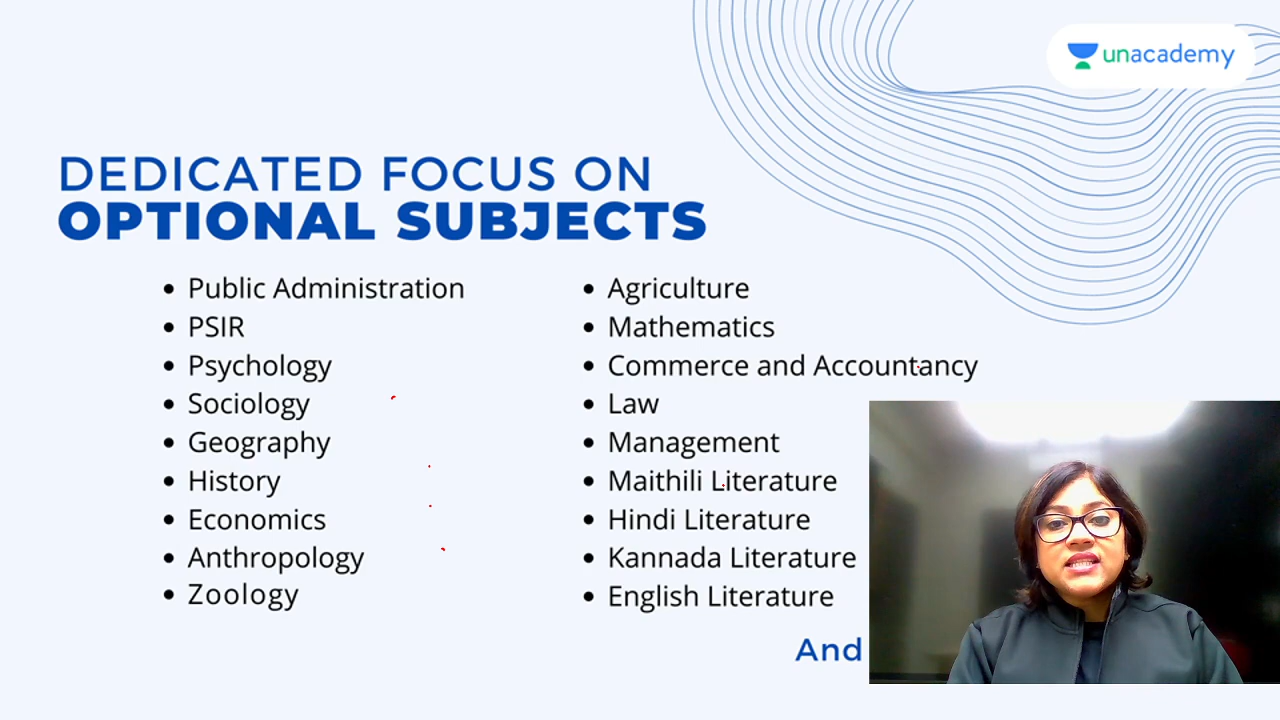 unacademy
DEDICATED FOCUS ON
OPTIONAL SUBJECTS
Public Administration
PSIR
Psychology
Sociology
Geography
History
Economics
Anthropology
Zoology
Agriculture
Mathematics
Commerce and Accountancy
Law
Management
Maithili Literature
Hindi Literature
Kannada Literature
English Literature
And